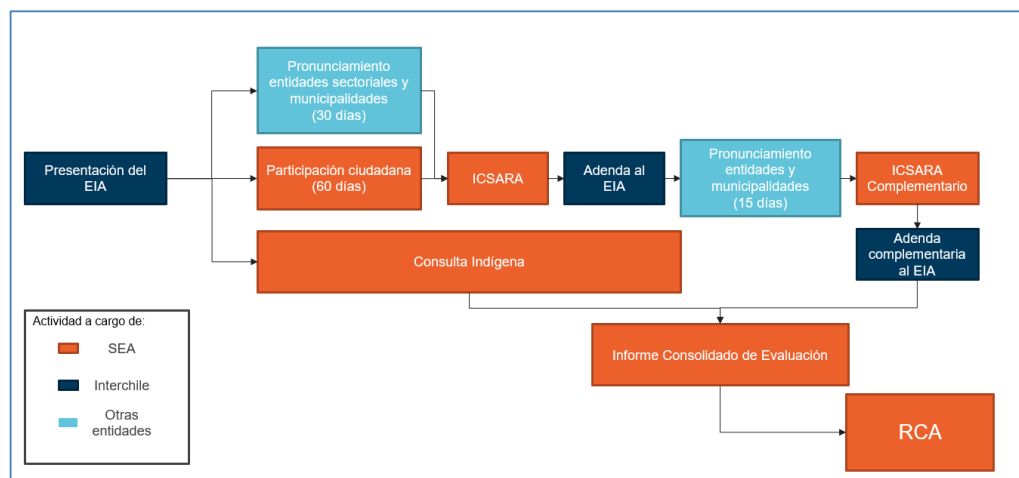 Pronunciamiento
entidades sectoriales y
municipalidades
(30 días)
Presentación del
EIA
Participación ciudadana
(60 días)
ICSARA
Adenda al
EIA
Pronunciamiento
entidades y
municipalidades
(15 días)
ICSARA
Complementario
Consulta Indígena
Adenda
complementaria
al EIA
Informe Consolidado de Evaluación
RCA
Actividad a cargo de:
SEA
Interchile
Otras
entidades